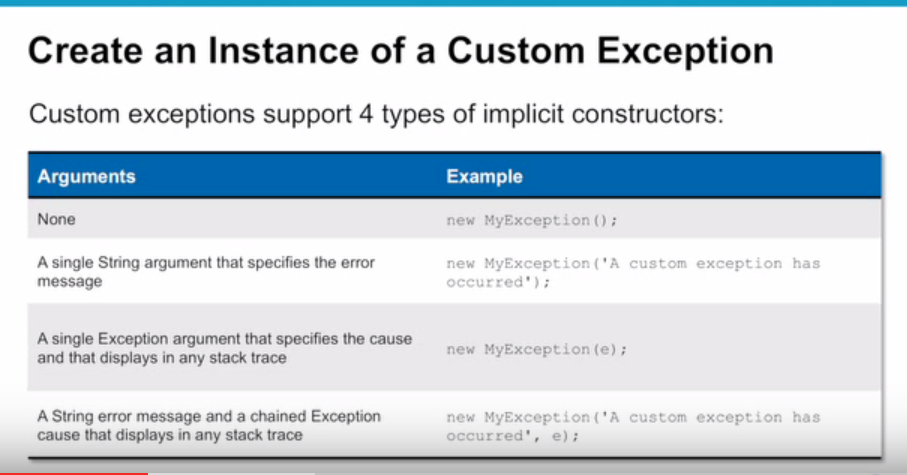 Create an Instance of a Custom Exception
Custom exceptions support 4 types of implicit constructors:
Arguments
Example
None
new MyException();
A single String argument that specifies the error
message
new MyException('A custom exception has
occurred');
A single Exception argument that specifies the cause
and that displays in any stack trace
new MyException(e);
A String error message and a chained Exception
cause that displays in any stack trace
new MyException('A custom exception has
occurred', e);